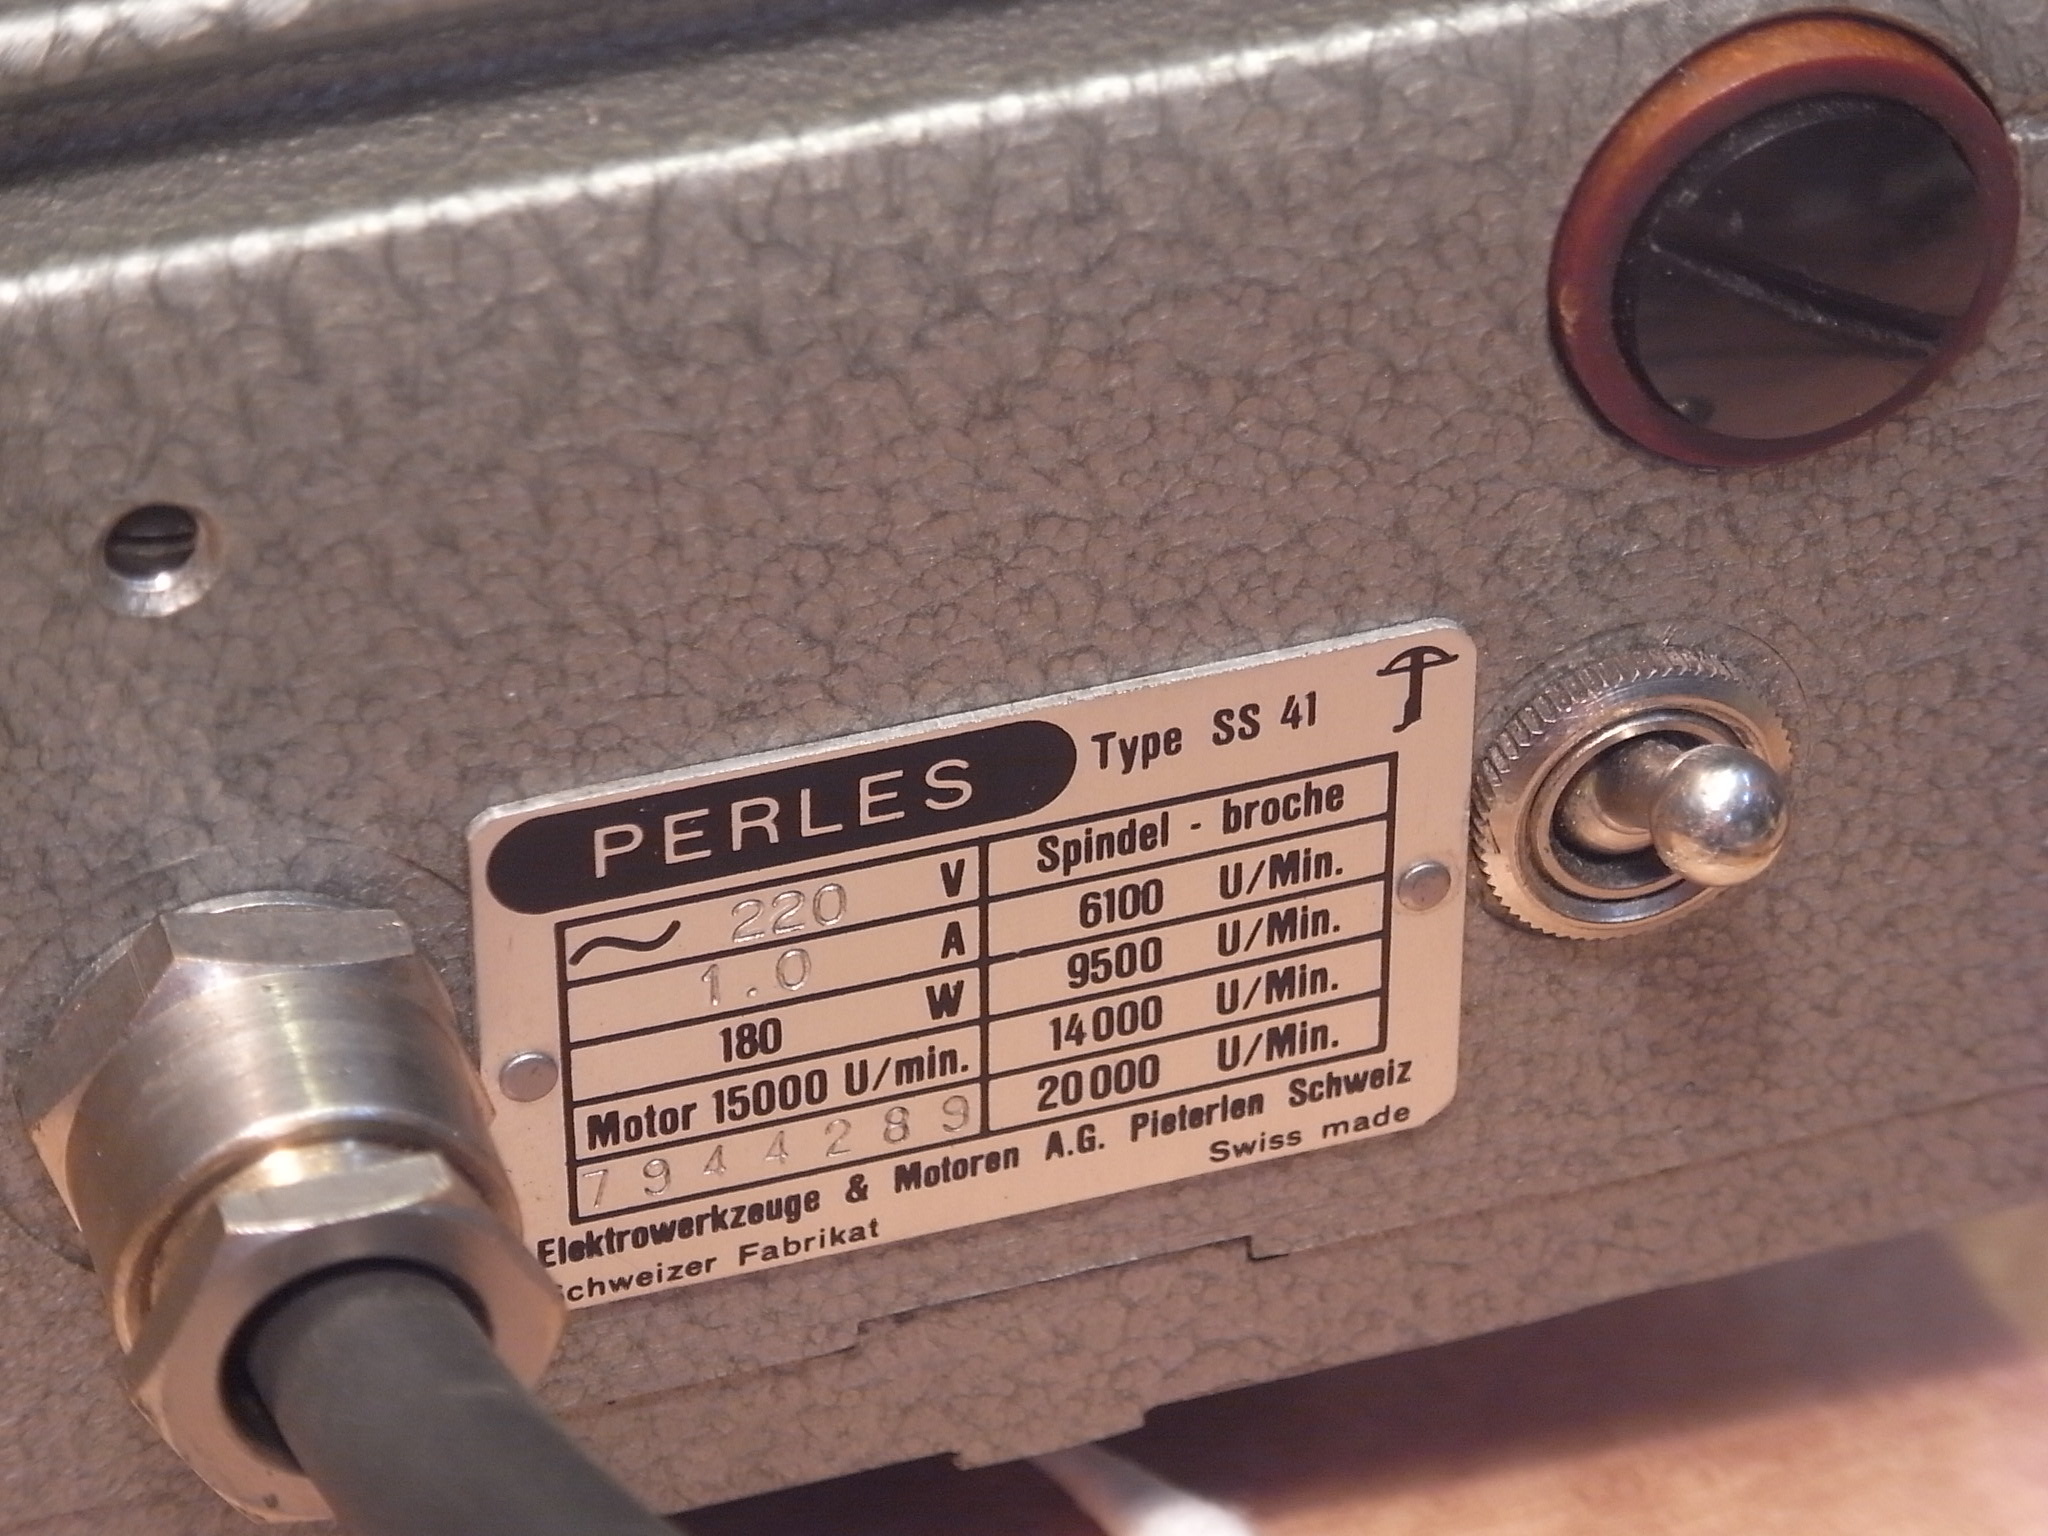 PERLES Type SS 41
~ 220 V
1.0 A
180 W
Motor 15000 U/min.
7944289
Spindel - broche
6100 U/Min.
9500 U/Min.
14000 U/Min.
20000 U/Min.
Elektrowerkzeuge & Motoren A.G. Pieterlen Schweiz
Schweizer Fabrikat Swiss made